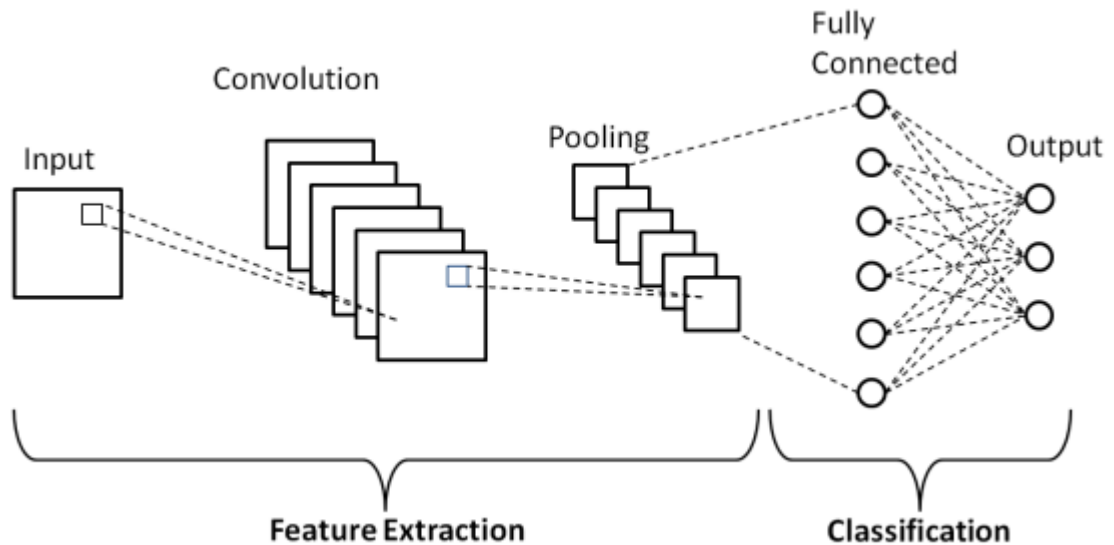 Input
Convolution
Pooling
Fully
Connected
Output
Feature Extraction
Classification